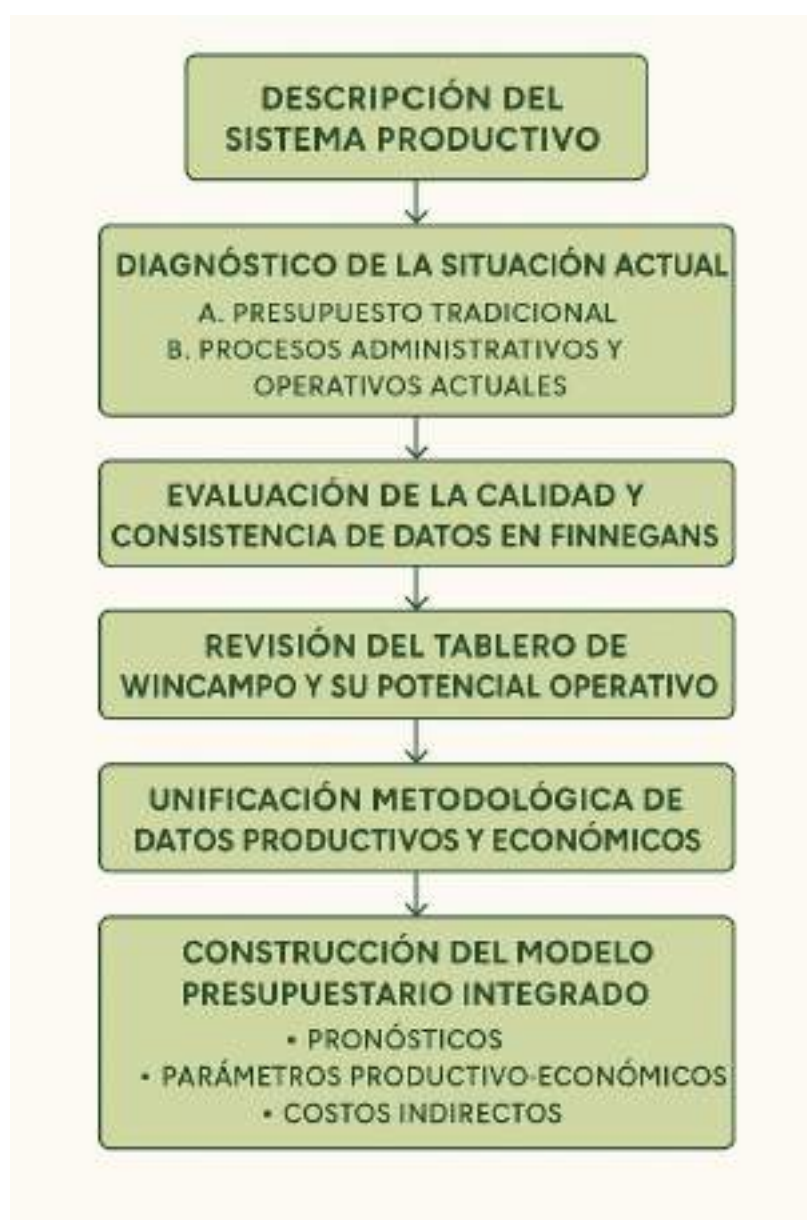 DESCRIPCIÓN DEL
SISTEMA PRODUCTIVO
DIAGNÓSTICO DE LA SITUACIÓN ACTUAL
A. PRESUPUESTO TRADICIONAL
B. PROCESOS ADMINISTRATIVOS Y
OPERATIVOS ACTUALES
EVALUACIÓN DE LA CALIDAD Y
CONSISTENCIA DE DATOS EN FINNEGANS
REVISIÓN DEL TABLERO DE
WINCAMPO Y SU POTENCIAL OPERATIVO
UNIFICACIÓN METODOLÓGICA DE
DATOS PRODUCTIVOS Y ECONÓMICOS
CONSTRUCCIÓN DEL MODELO
PRESUPUESTARIO INTEGRADO
• PRONÓSTICOS
• PARÁMETROS PRODUCTIVO-ECONÓMICOS
• COSTOS INDIRECTOS